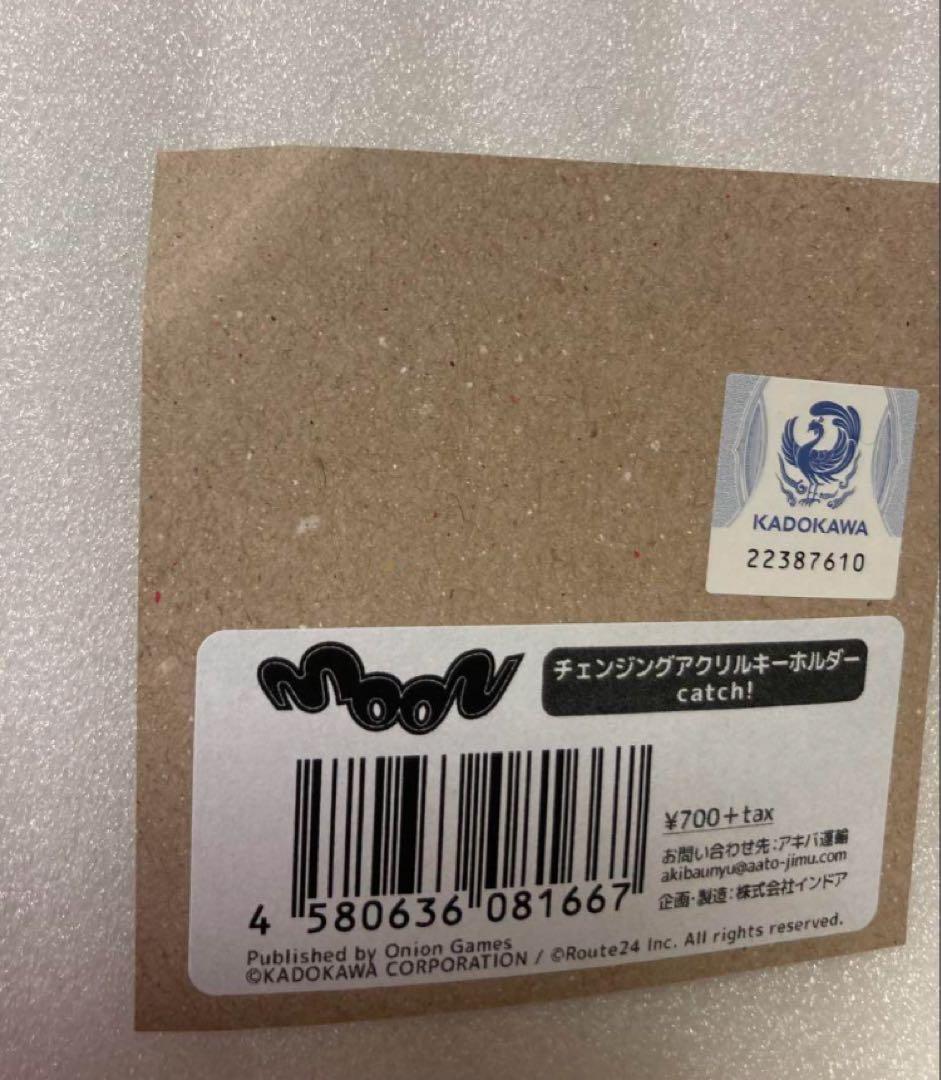 KADOKAWA
22387610
moon
チェンジングアクリルキーホルダー
catch!
¥700+tax
お問い合わせ先:アキバ運輸
akibaunyu@aato-jimu.com
企画・製造:株式会社インドア
4 580636 081667
Published by Onion Games
©KADOKAWA CORPORATION / ©Route24 Inc. All rights reserved.